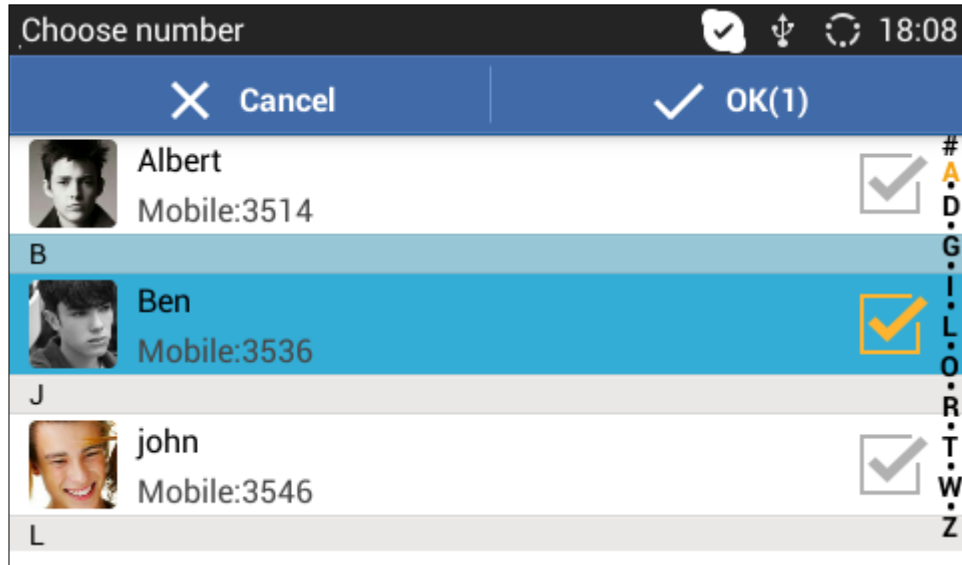 Choose number 18:08
Cancel OK(1)
Albert
Mobile:3514
B
Ben
Mobile:3536
J
john
Mobile:3546
L
#
A
D
G
I
L
O
R
T
W
Z